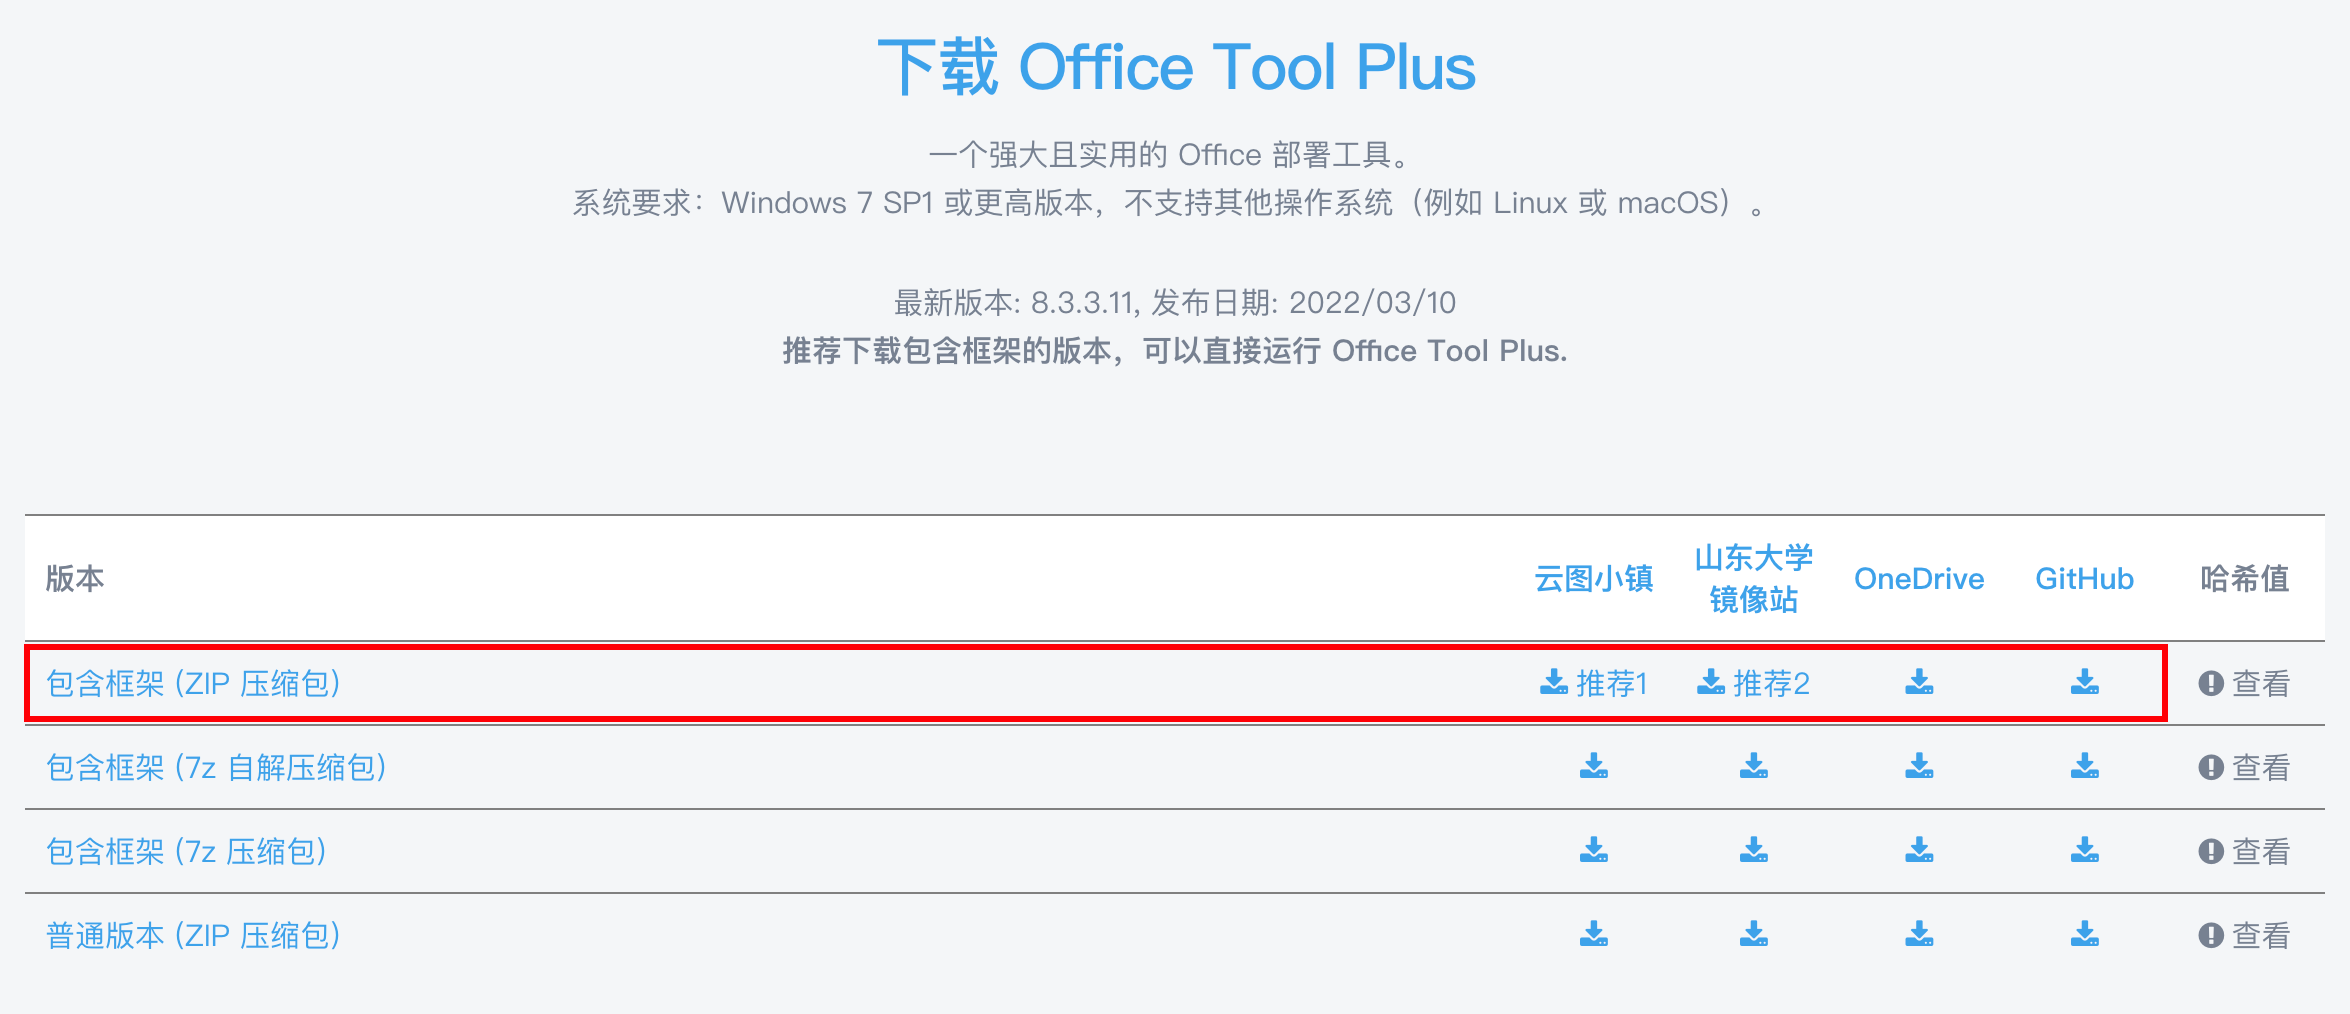 下载 Office Tool Plus
一个强大且实用的 Office 部署工具。
系统要求：Windows 7 SP1 或更高版本，不支持其他操作系统（例如 Linux 或 macOS）。
最新版本: 8.3.3.11, 发布日期: 2022/03/10
推荐下载包含框架的版本，可以直接运行 Office Tool Plus.
版本 云图小镇 山东大学 OneDrive GitHub 哈希值
镜像站
包含框架 (ZIP 压缩包) 推荐1 推荐2 查看
包含框架 (7z 自解压缩包) 查看
包含框架 (7z 压缩包) 查看
普通版本 (ZIP 压缩包) 查看